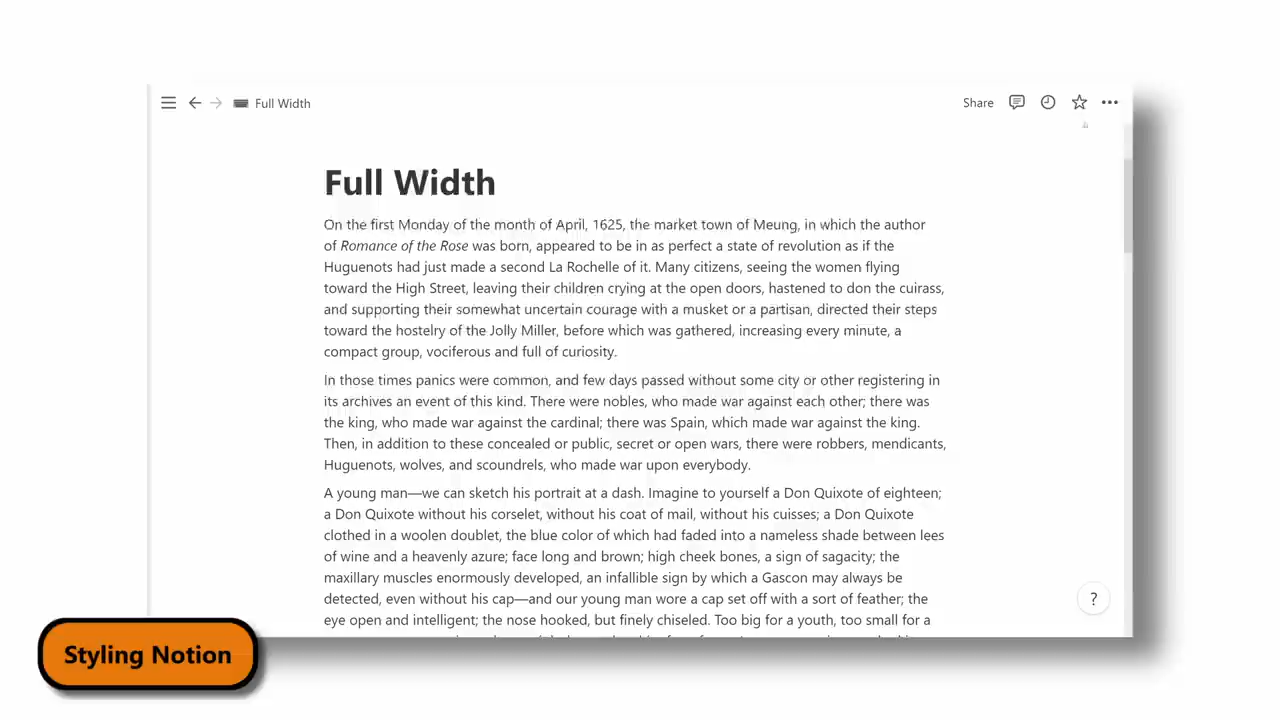 Full Width
Share
Full Width
On the first Monday of the month of April, 1625, the market town of Meung, in which the author
of Romance of the Rose was born, appeared to be in as perfect a state of revolution as if the
Huguenots had just made a second La Rochelle of it. Many citizens, seeing the women flying
toward the High Street, leaving their children crying at the open doors, hastened to don the cuirass,
and supporting their somewhat uncertain courage with a musket or a partisan, directed their steps
toward the hostelry of the Jolly Miller, before which was gathered, increasing every minute, a
compact group, vociferous and full of curiosity.
In those times panics were common, and few days passed without some city or other registering in
its archives an event of this kind. There were nobles, who made war against each other; there was
the king, who made war against the cardinal; there was Spain, which made war against the king.
Then, in addition to these concealed or public, secret or open wars, there were robbers, mendicants,
Huguenots, wolves, and scoundrels, who made war upon everybody.
A young man—we can sketch his portrait at a dash. Imagine to yourself a Don Quixote of eighteen;
a Don Quixote without his corselet, without his coat of mail, without his cuisses; a Don Quixote
clothed in a woolen doublet, the blue color of which had faded into a nameless shade between lees
of wine and a heavenly azure; face long and brown; high cheek bones, a sign of sagacity; the
maxillary muscles enormously developed, an infallible sign by which a Gascon may always be
detected, even without his cap—and our young man wore a cap set off with a sort of feather; the
eye open and intelligent; the nose hooked, but finely chiseled. Too big for a youth, too small for a
?
Styling Notion